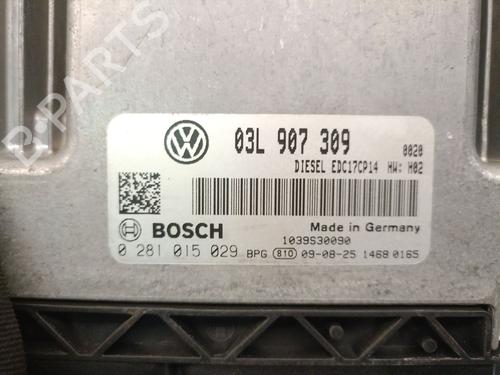 B-PARTS
03L 907 309
0020
DIESEL EDC17CP14 HW: H02
BOSCH
Made in Germany
1039S30090
0 281 015 029 BPG 810 09-08-25 1468 0165